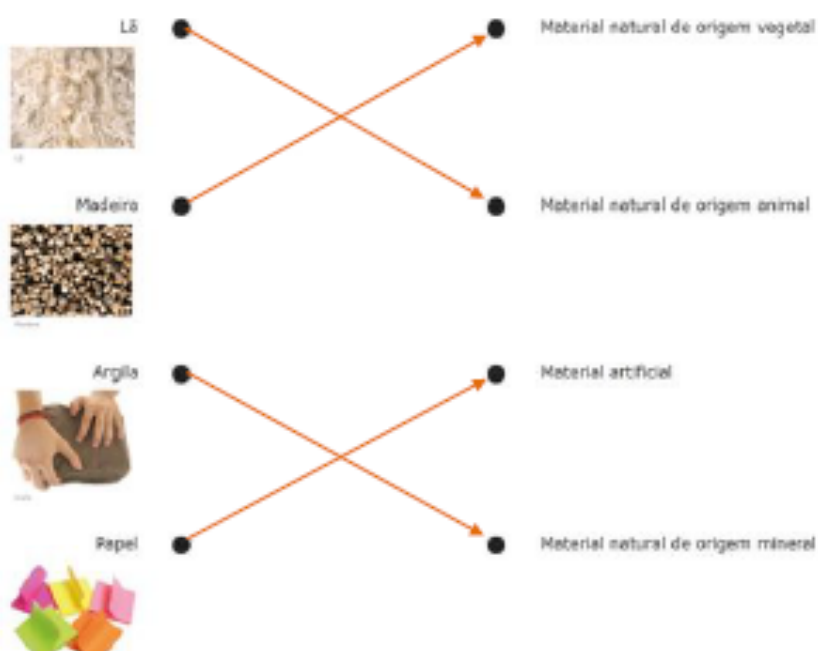 Lã
Material natural de origem vegetal
Madeira
Material natural de origem animal
Argila
Material artificial
Papel
Material natural de origem mineral